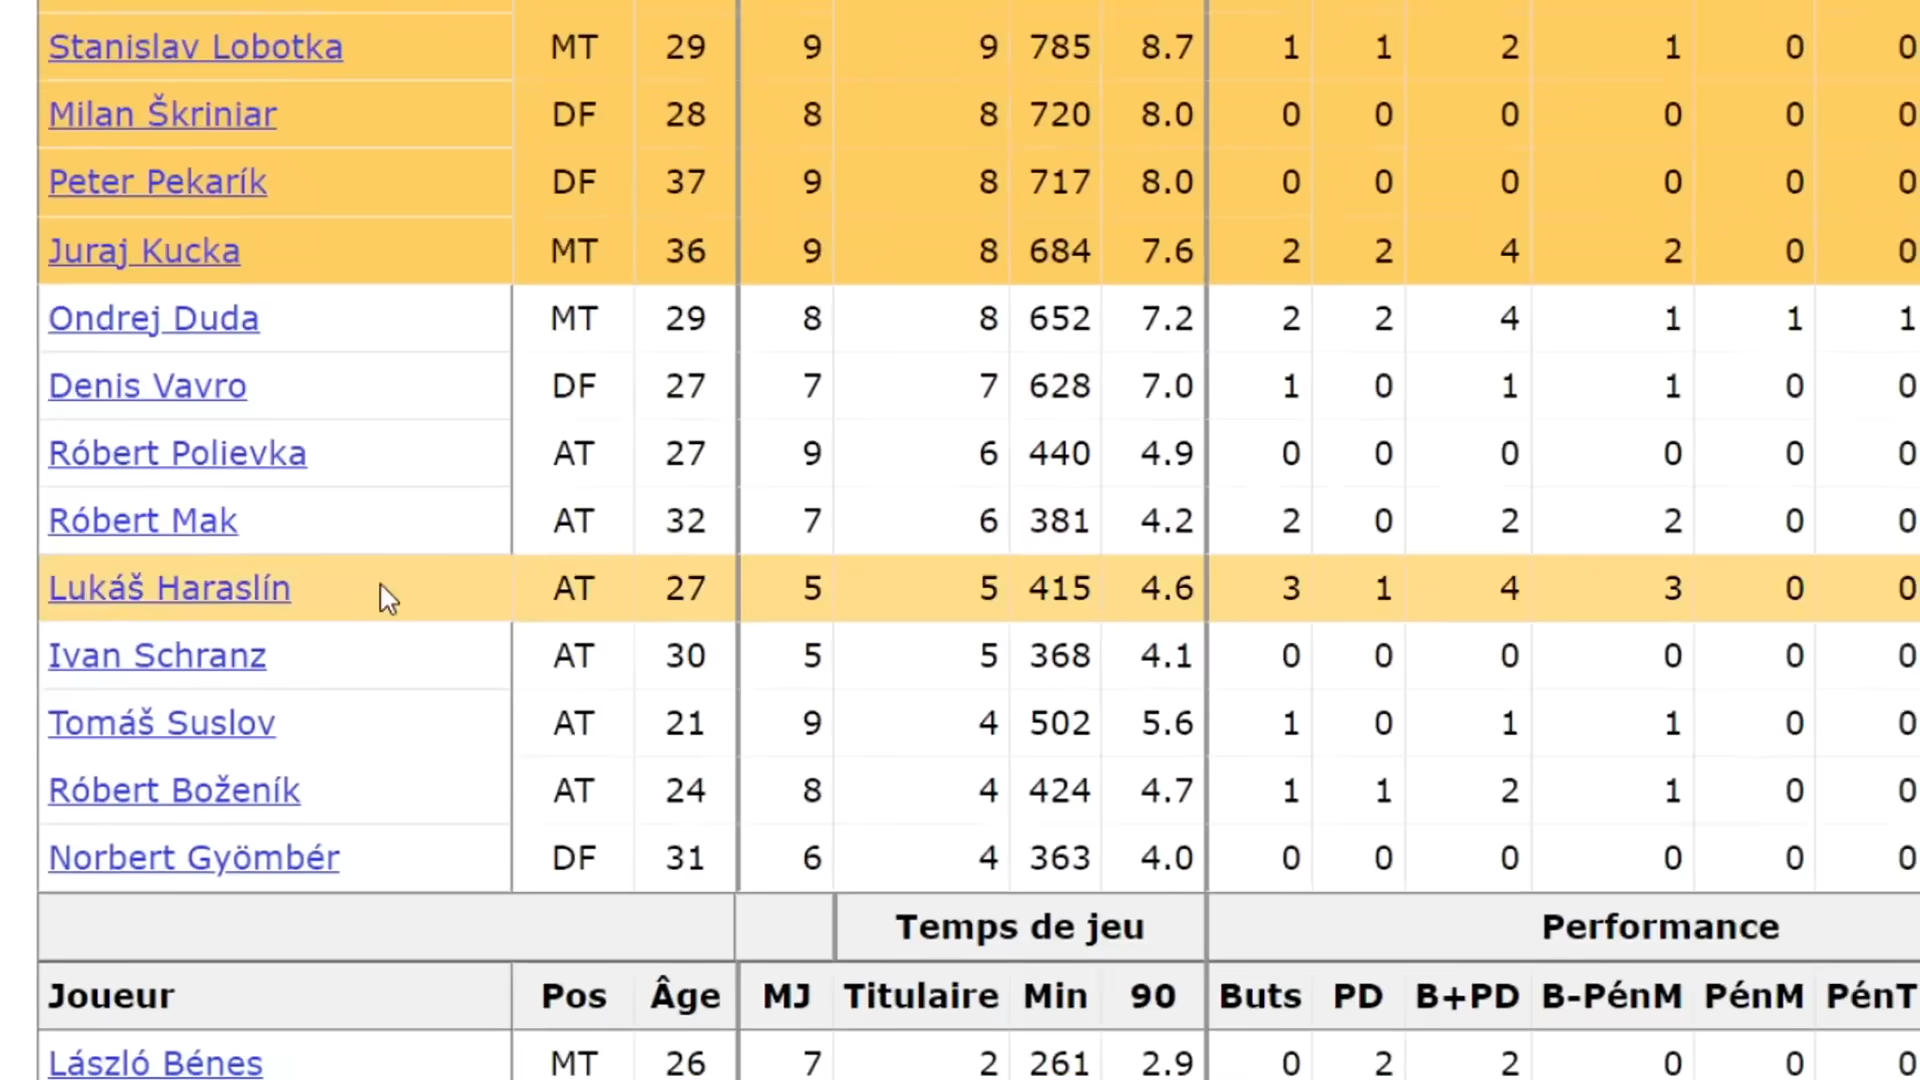 Stanislav Lobotka MT 29 9 9 785 8.7 1 1 2 1 0 0
Milan Škriniar DF 28 8 8 720 8.0 0 0 0 0 0 0
Peter Pekarík DF 37 9 8 717 8.0 0 0 0 0 0 0
Juraj Kucka MT 36 9 8 684 7.6 2 2 4 2 0 0
Ondrej Duda MT 29 8 8 652 7.2 2 2 4 1 1 1
Denis Vavro DF 27 7 7 628 7.0 1 0 1 1 0 0
Róbert Polievka AT 27 9 6 440 4.9 0 0 0 0 0 0
Róbert Mak AT 32 7 6 381 4.2 2 0 2 2 0 0
Lukáš Haraslín AT 27 5 5 415 4.6 3 1 4 3 0 0
Ivan Schranz AT 30 5 5 368 4.1 0 0 0 0 0 0
Tomáš Suslov AT 21 9 4 502 5.6 1 0 1 1 0 0
Róbert Boženík AT 24 8 4 424 4.7 1 1 2 1 0 0
Norbert Gyömbér DF 31 6 4 363 4.0 0 0 0 0 0 0
Temps de jeu Performance
Joueur Pos Âge MJ Titulaire Min 90 Buts PD B+PD B-PénM PénM PénT
László Bénes MT 26 7 2 261 2.9 0 2 2 0 0 0